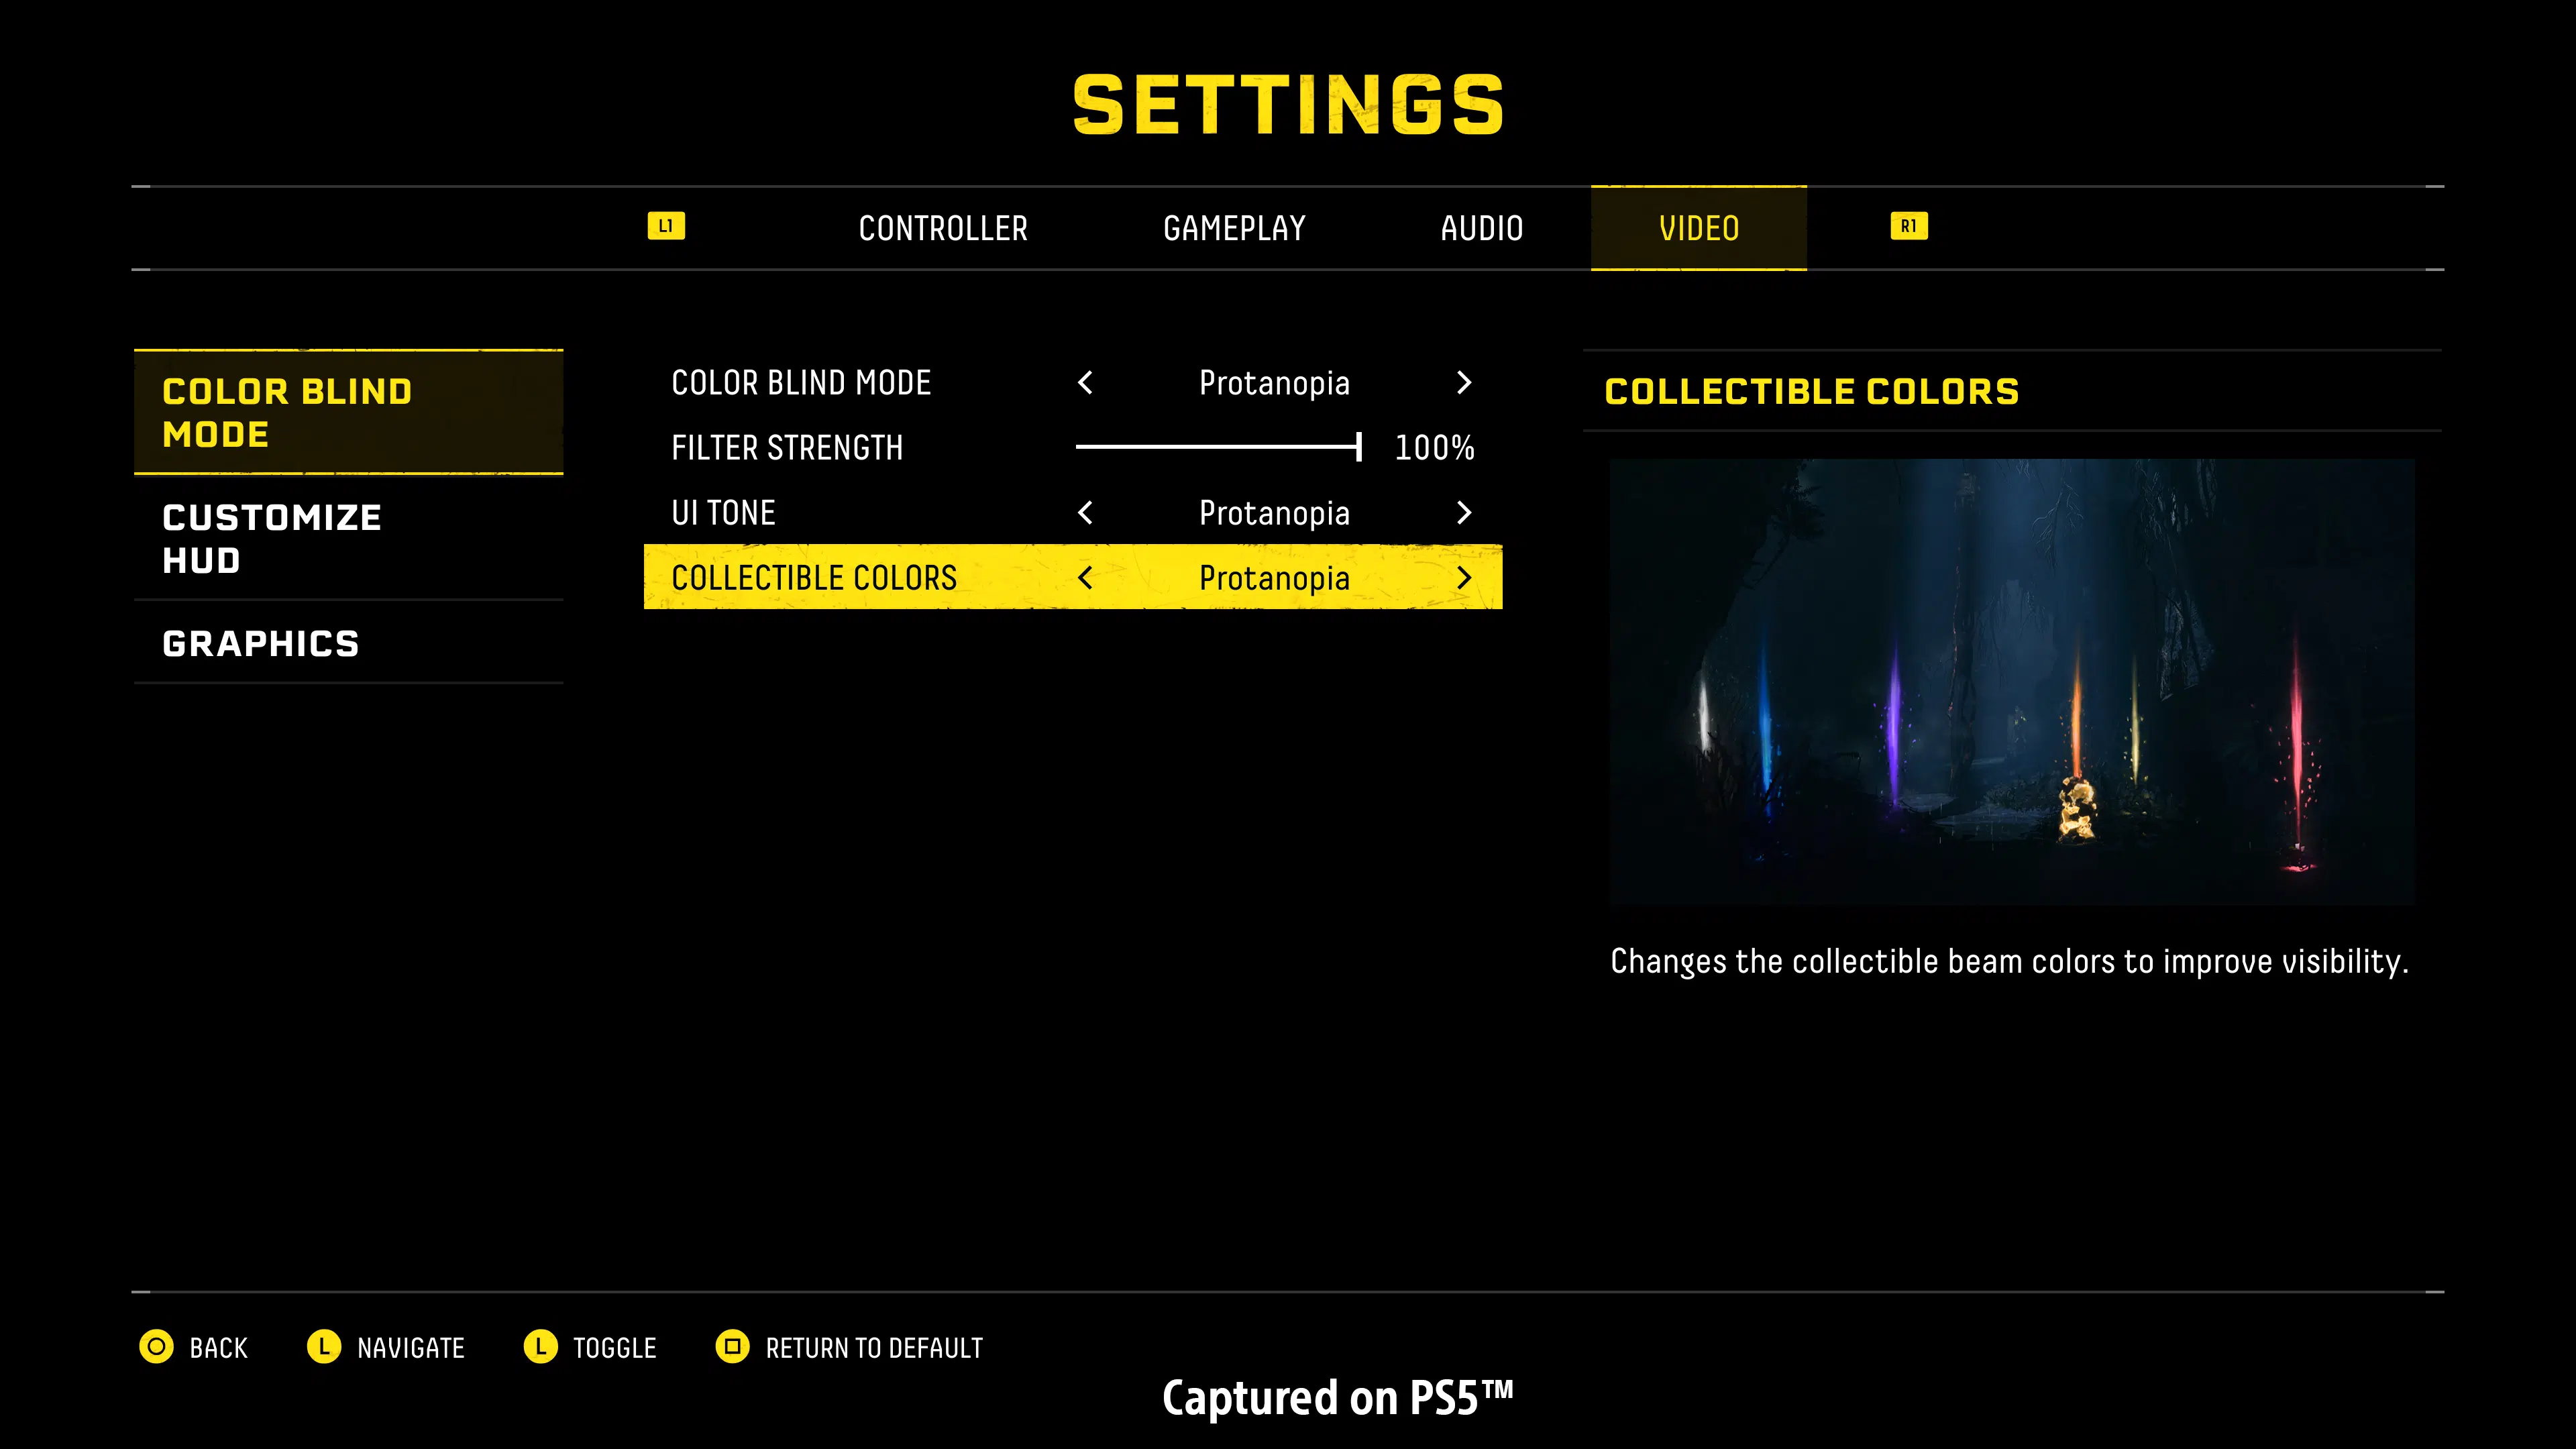 SETTINGS
L1 CONTROLLER GAMEPLAY AUDIO VIDEO R1
COLOR BLIND
MODE
CUSTOMIZE
HUD
GRAPHICS
COLOR BLIND MODE Protanopia
FILTER STRENGTH 100%
UI TONE Protanopia
COLLECTIBLE COLORS Protanopia
COLLECTIBLE COLORS
Changes the collectible beam colors to improve visibility.
BACK L NAVIGATE L TOGGLE RETURN TO DEFAULT
Captured on PS5™